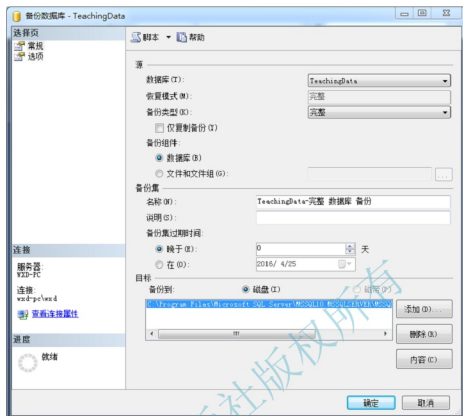 备份数据库 - TeachingData
选择页
常规
选项
脚本 帮助
源
数据库(T): TeachingData
恢复模式(M): 完整
备份类型(K): 完整
仅复制备份(Y)
备份组件:
数据库(B)
文件和文件组(G):
...
备份集
名称(N): TeachingData-完整 数据库 备份
说明(S):
备份集过期时间:
晚于(E): 0 天
在(O): 2016/ 4/25
目标
备份到: 磁盘(I)
C:\Program Files\Microsoft SQL Server\MSSQL10.MSSQLSERVER\MSSQ
添加(D)...
删除(R)
内容(C)
连接
服务器:
WXD-PC
连接:
wxd-pc\wxd
查看连接属性
进度
就绪
确定 取消
社版权所有